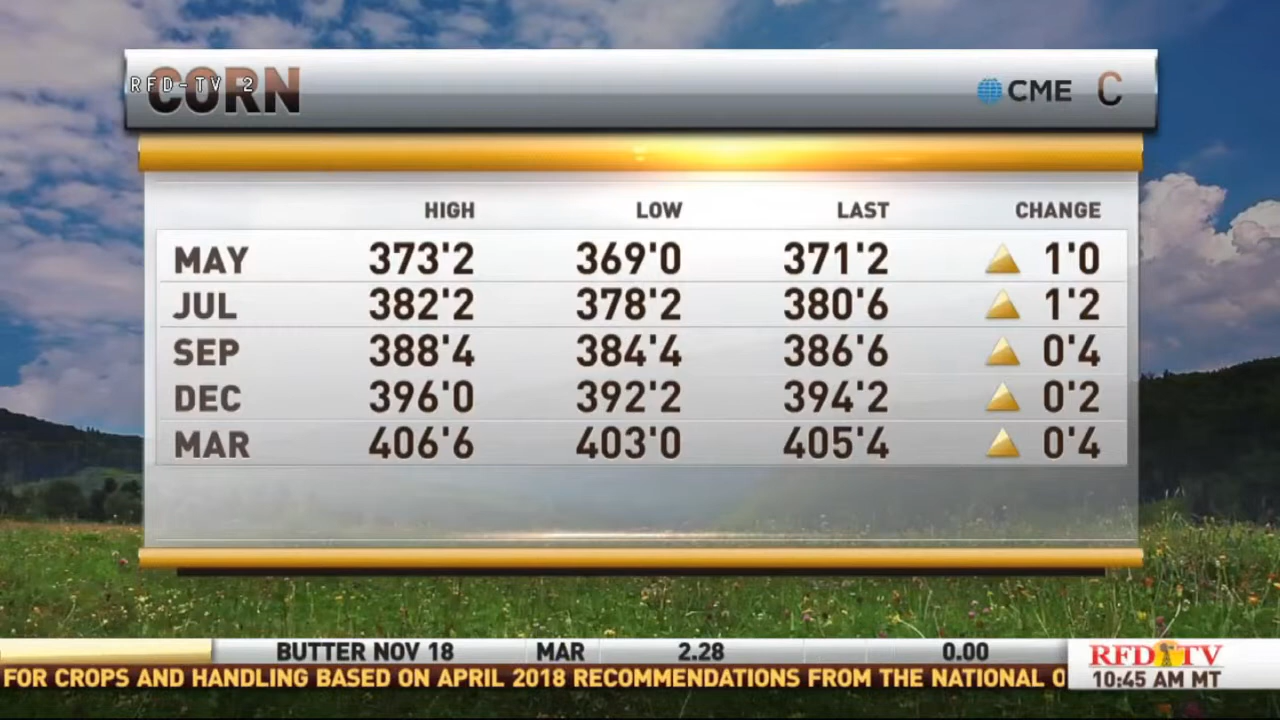 RFD-TV 2
CORN CME C
HIGH LOW LAST CHANGE
MAY 373'2 369'0 371'2 1'0
JUL 382'2 378'2 380'6 1'2
SEP 388'4 384'4 386'6 0'4
DEC 396'0 392'2 394'2 0'2
MAR 406'6 403'0 405'4 0'4
BUTTER NOV 18 MAR 2.28 0.00
RFD TV
FOR CROPS AND HANDLING BASED ON APRIL 2018 RECOMMENDATIONS FROM THE NATIONAL
10:45 AM MT